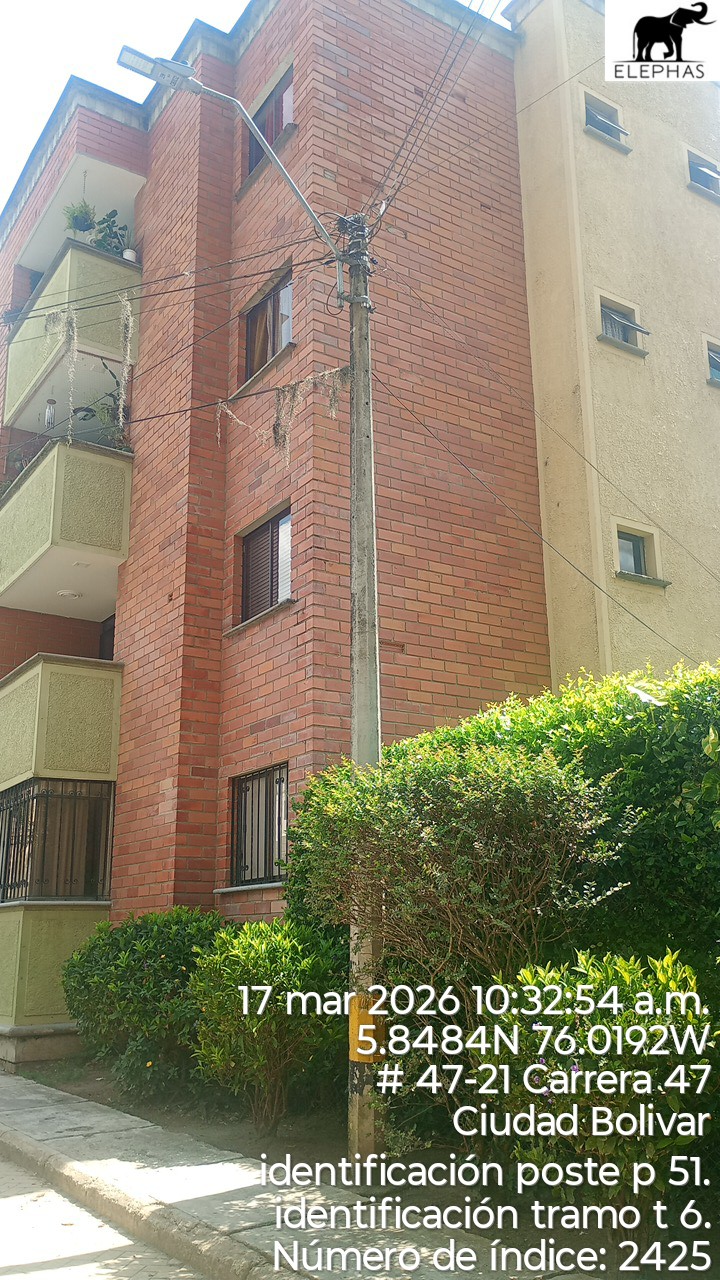 ELEPHAS
17 mar 2026 10:32:54 a.m.
5.8484N 76.0192W
# 47-21 Carrera 47
Ciudad Bolivar
identificación poste p 51.
identificación tramo t 6.
Número de índice: 2425